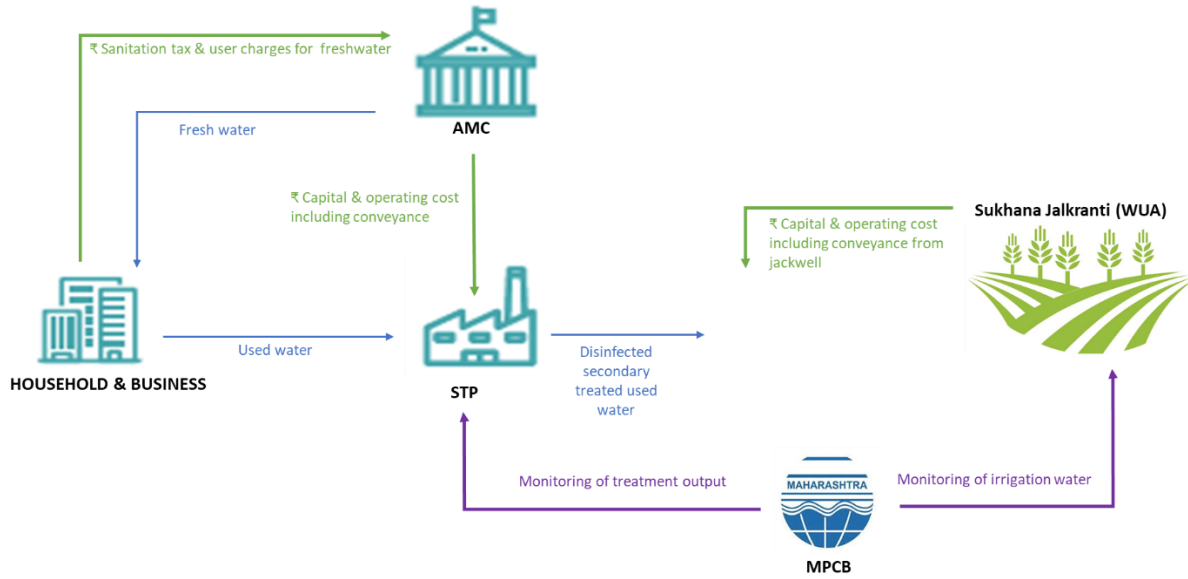 ₹ Sanitation tax & user charges for freshwater
AMC
Fresh water
₹ Capital & operating cost
including conveyance
Sukhana Jalkranti (WUA)
₹ Capital & operating cost
including conveyance from
jackwell
HOUSEHOLD & BUSINESS
Used water
STP
Disinfected
secondary
treated used
water
Monitoring of treatment output
MAHARASHTRA
MPCB
Monitoring of irrigation water